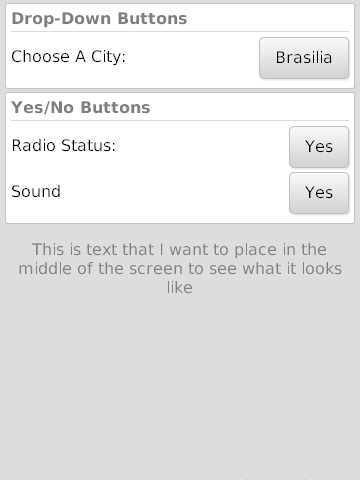 Drop-Down Buttons
Choose A City:
Brasilia
Yes/No Buttons
Radio Status:
Yes
Sound
Yes
This is text that I want to place in the
middle of the screen to see what it looks
like